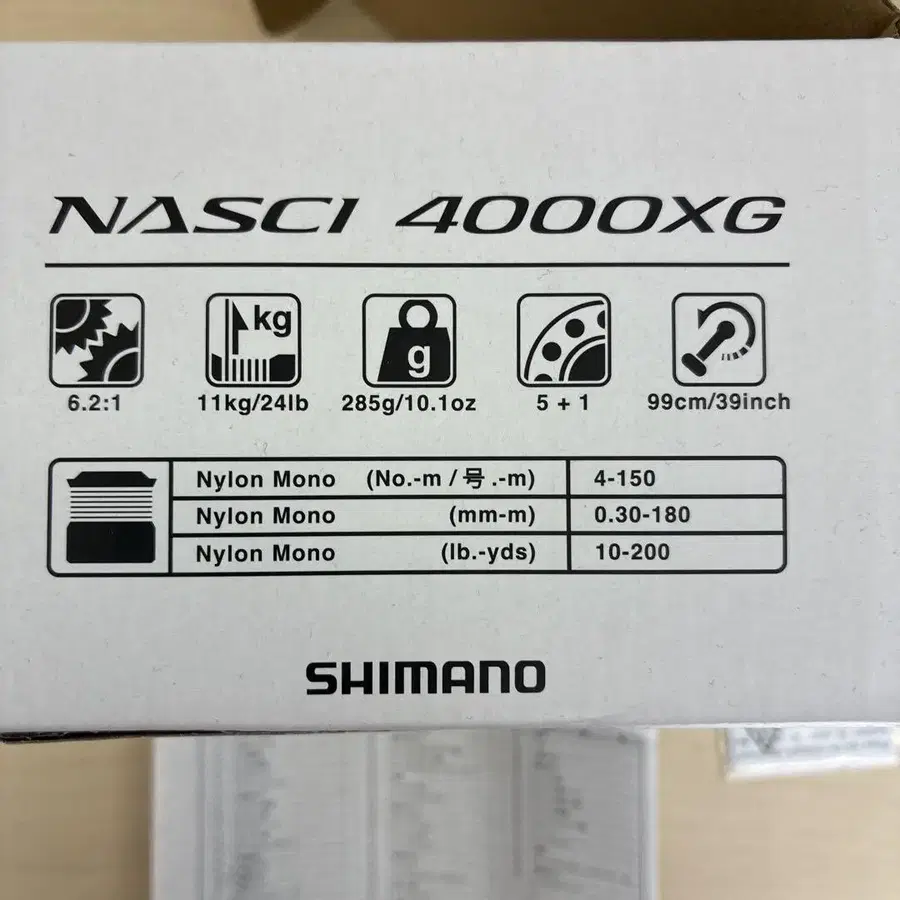 NASCI 4000XG
kg
g
6.2:1 11kg/24lb 285g/10.1oz 5 + 1 99cm/39inch
Nylon Mono (No.-m / 号.-m) 4-150
Nylon Mono (mm-m) 0.30-180
Nylon Mono (lb.-yds) 10-200
SHIMANO